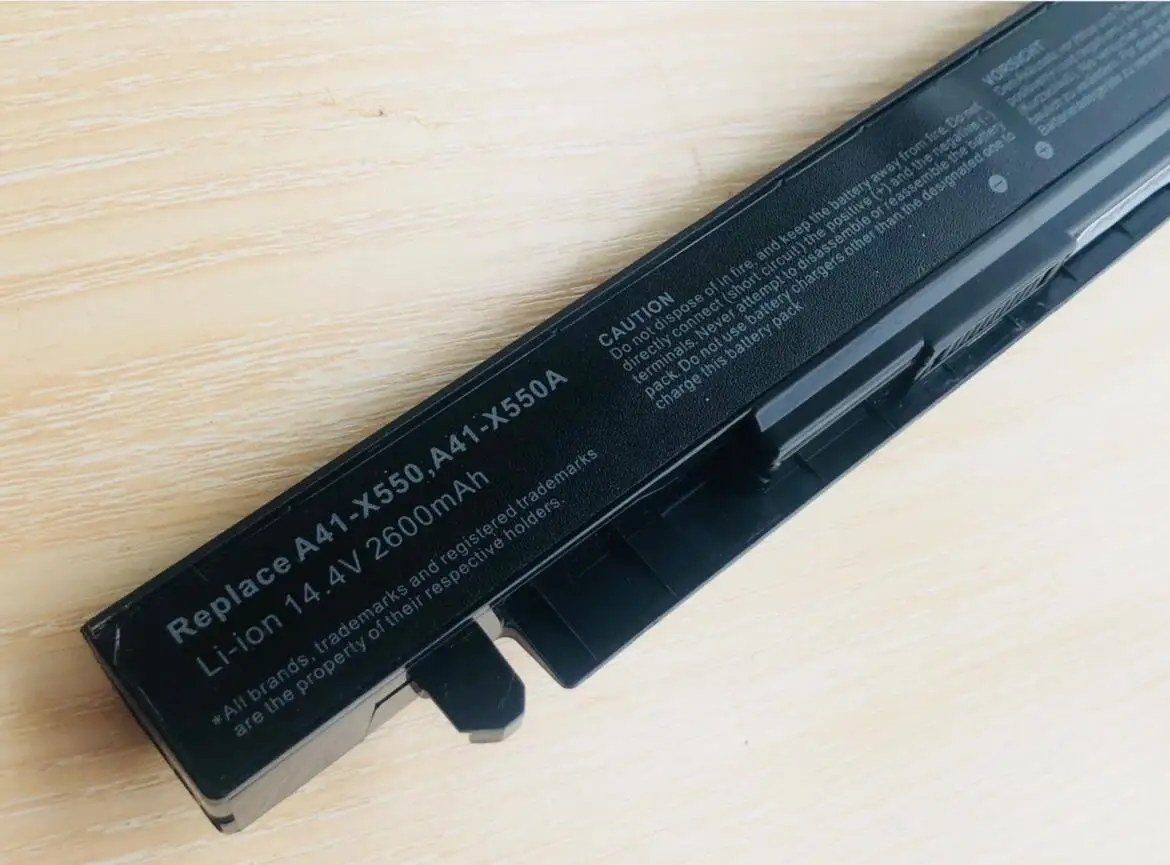 Replace A41-X550,A41-X550A
Li-ion 14.4V 2600mAh
*All brands, trademarks and registered trademarks
are the property of their respective holders.
CAUTION
Do not dispose of in fire, and keep the battery away from fire. Do not
directly connect (short circuit) the positive (+) and the negative (-)
terminals. Never attempt to disassemble or reassemble the battery
pack. Do not use battery chargers other than the designated one to
charge this battery pack
VORSICHT